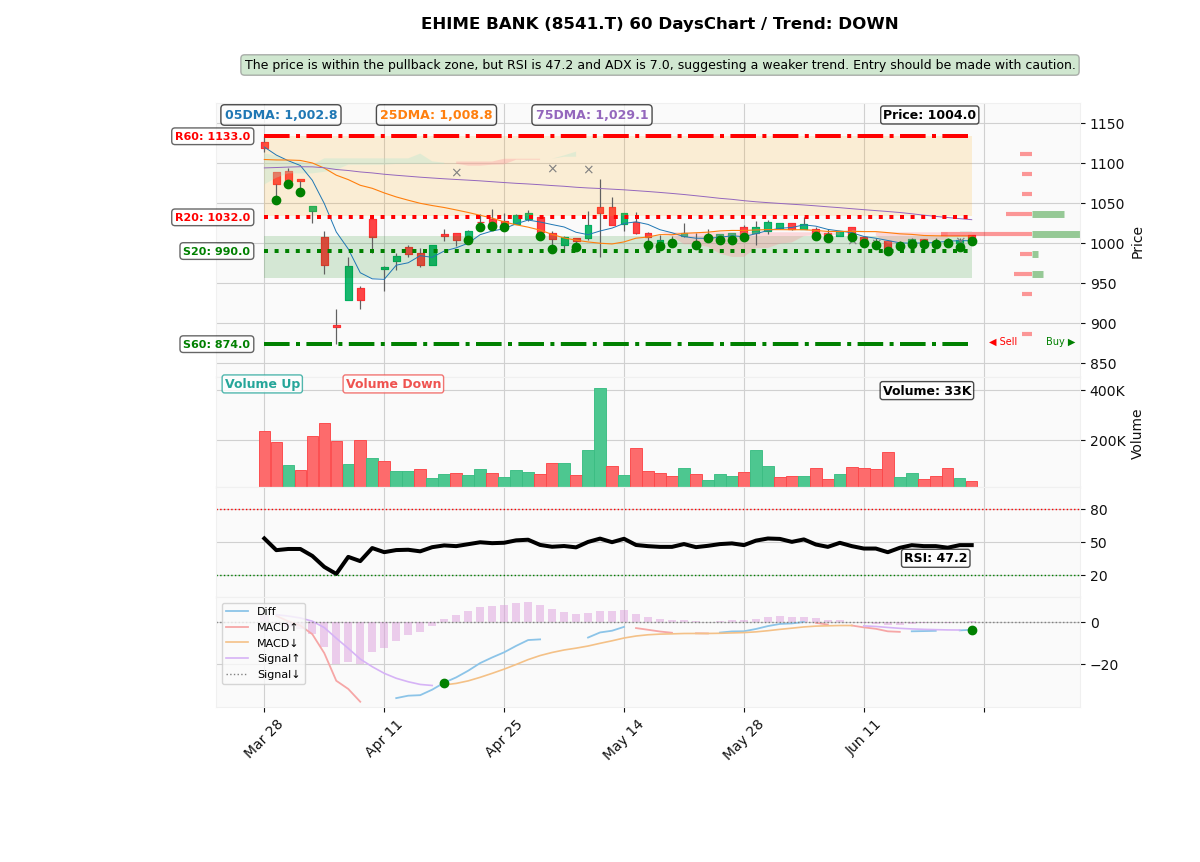 EHIME BANK (8541.T) 60 DaysChart / Trend: DOWN
The price is within the pullback zone, but RSI is 47.2 and ADX is 7.0, suggesting a weaker trend. Entry should be made with caution.
05DMA: 1,002.8
25DMA: 1,008.8
75DMA: 1,029.1
Price: 1004.0
R60: 1133.0
R20: 1032.0
S20: 990.0
S60: 874.0
1150
1100
1050
1000
950
900
850
Price
◀ Sell
Buy ▶
Volume Up
Volume Down
Volume: 33K
400K
200K
Volume
80
50
20
RSI: 47.2
Diff
MACD↑
MACD↓
Signal↑
Signal↓
0
−20
Mar 28
Apr 11
Apr 25
May 14
May 28
Jun 11